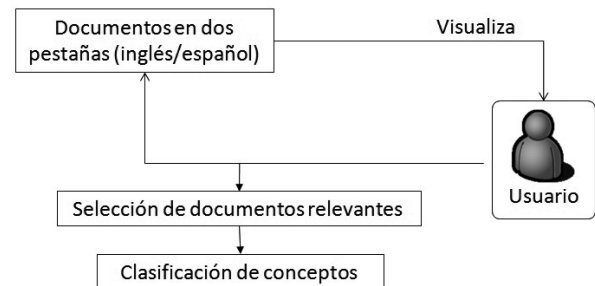 Documentos en dos
pestañas (inglés/español)
Visualiza
Usuario
Selección de documentos relevantes
Clasificación de conceptos